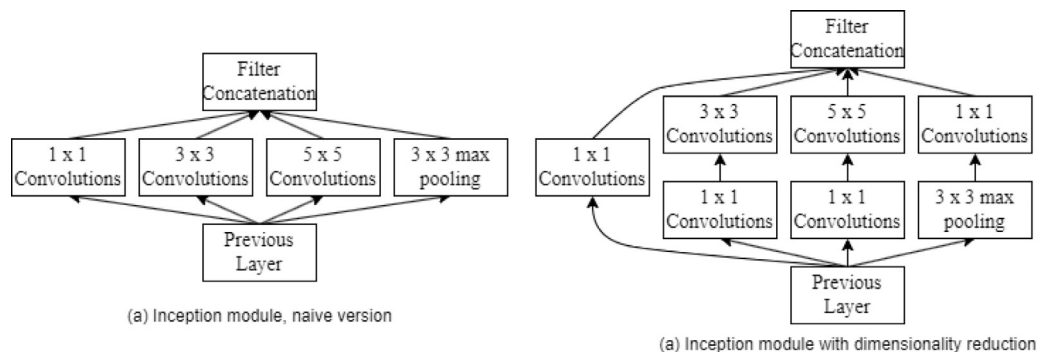 Filter
Concatenation
1 x 1
Convolutions
3 x 3
Convolutions
5 x 5
Convolutions
3 x 3 max
pooling
Previous
Layer
(a) Inception module, naive version
Filter
Concatenation
1 x 1
Convolutions
3 x 3
Convolutions
5 x 5
Convolutions
1 x 1
Convolutions
1 x 1
Convolutions
1 x 1
Convolutions
3 x 3 max
pooling
Previous
Layer
(a) Inception module with dimensionality reduction